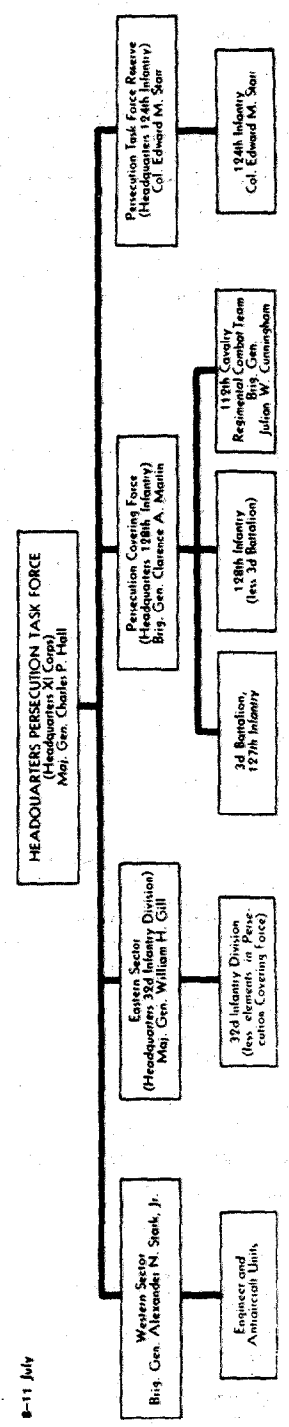 8–11 July
HEADQUARTERS PERSECUTION TASK FORCE
(Headquarters XI Corps)
Maj. Gen. Charles P. Hall
Western Sector
Brig. Gen. Alexander N. Stark, Jr.
Eastern Sector
(Headquarters 32d Infantry Division)
Maj. Gen. William H. Gill
Persecution Covering Force
(Headquarters 128th Infantry)
Brig. Gen. Clarence A. Martin
Persecution Task Force Reserve
(Headquarters 124th Infantry)
Col. Edward M. Starr
Engineer and
Antiaircraft Units
32d Infantry Division
(less elements in Perse-
cution Covering Force)
3d Battalion,
127th Infantry
128th Infantry
(less 3d Battalion)
112th Cavalry
Regimental Combat Team
Brig. Gen.
Julian W. Cunningham
124th Infantry
Col. Edward M. Starr